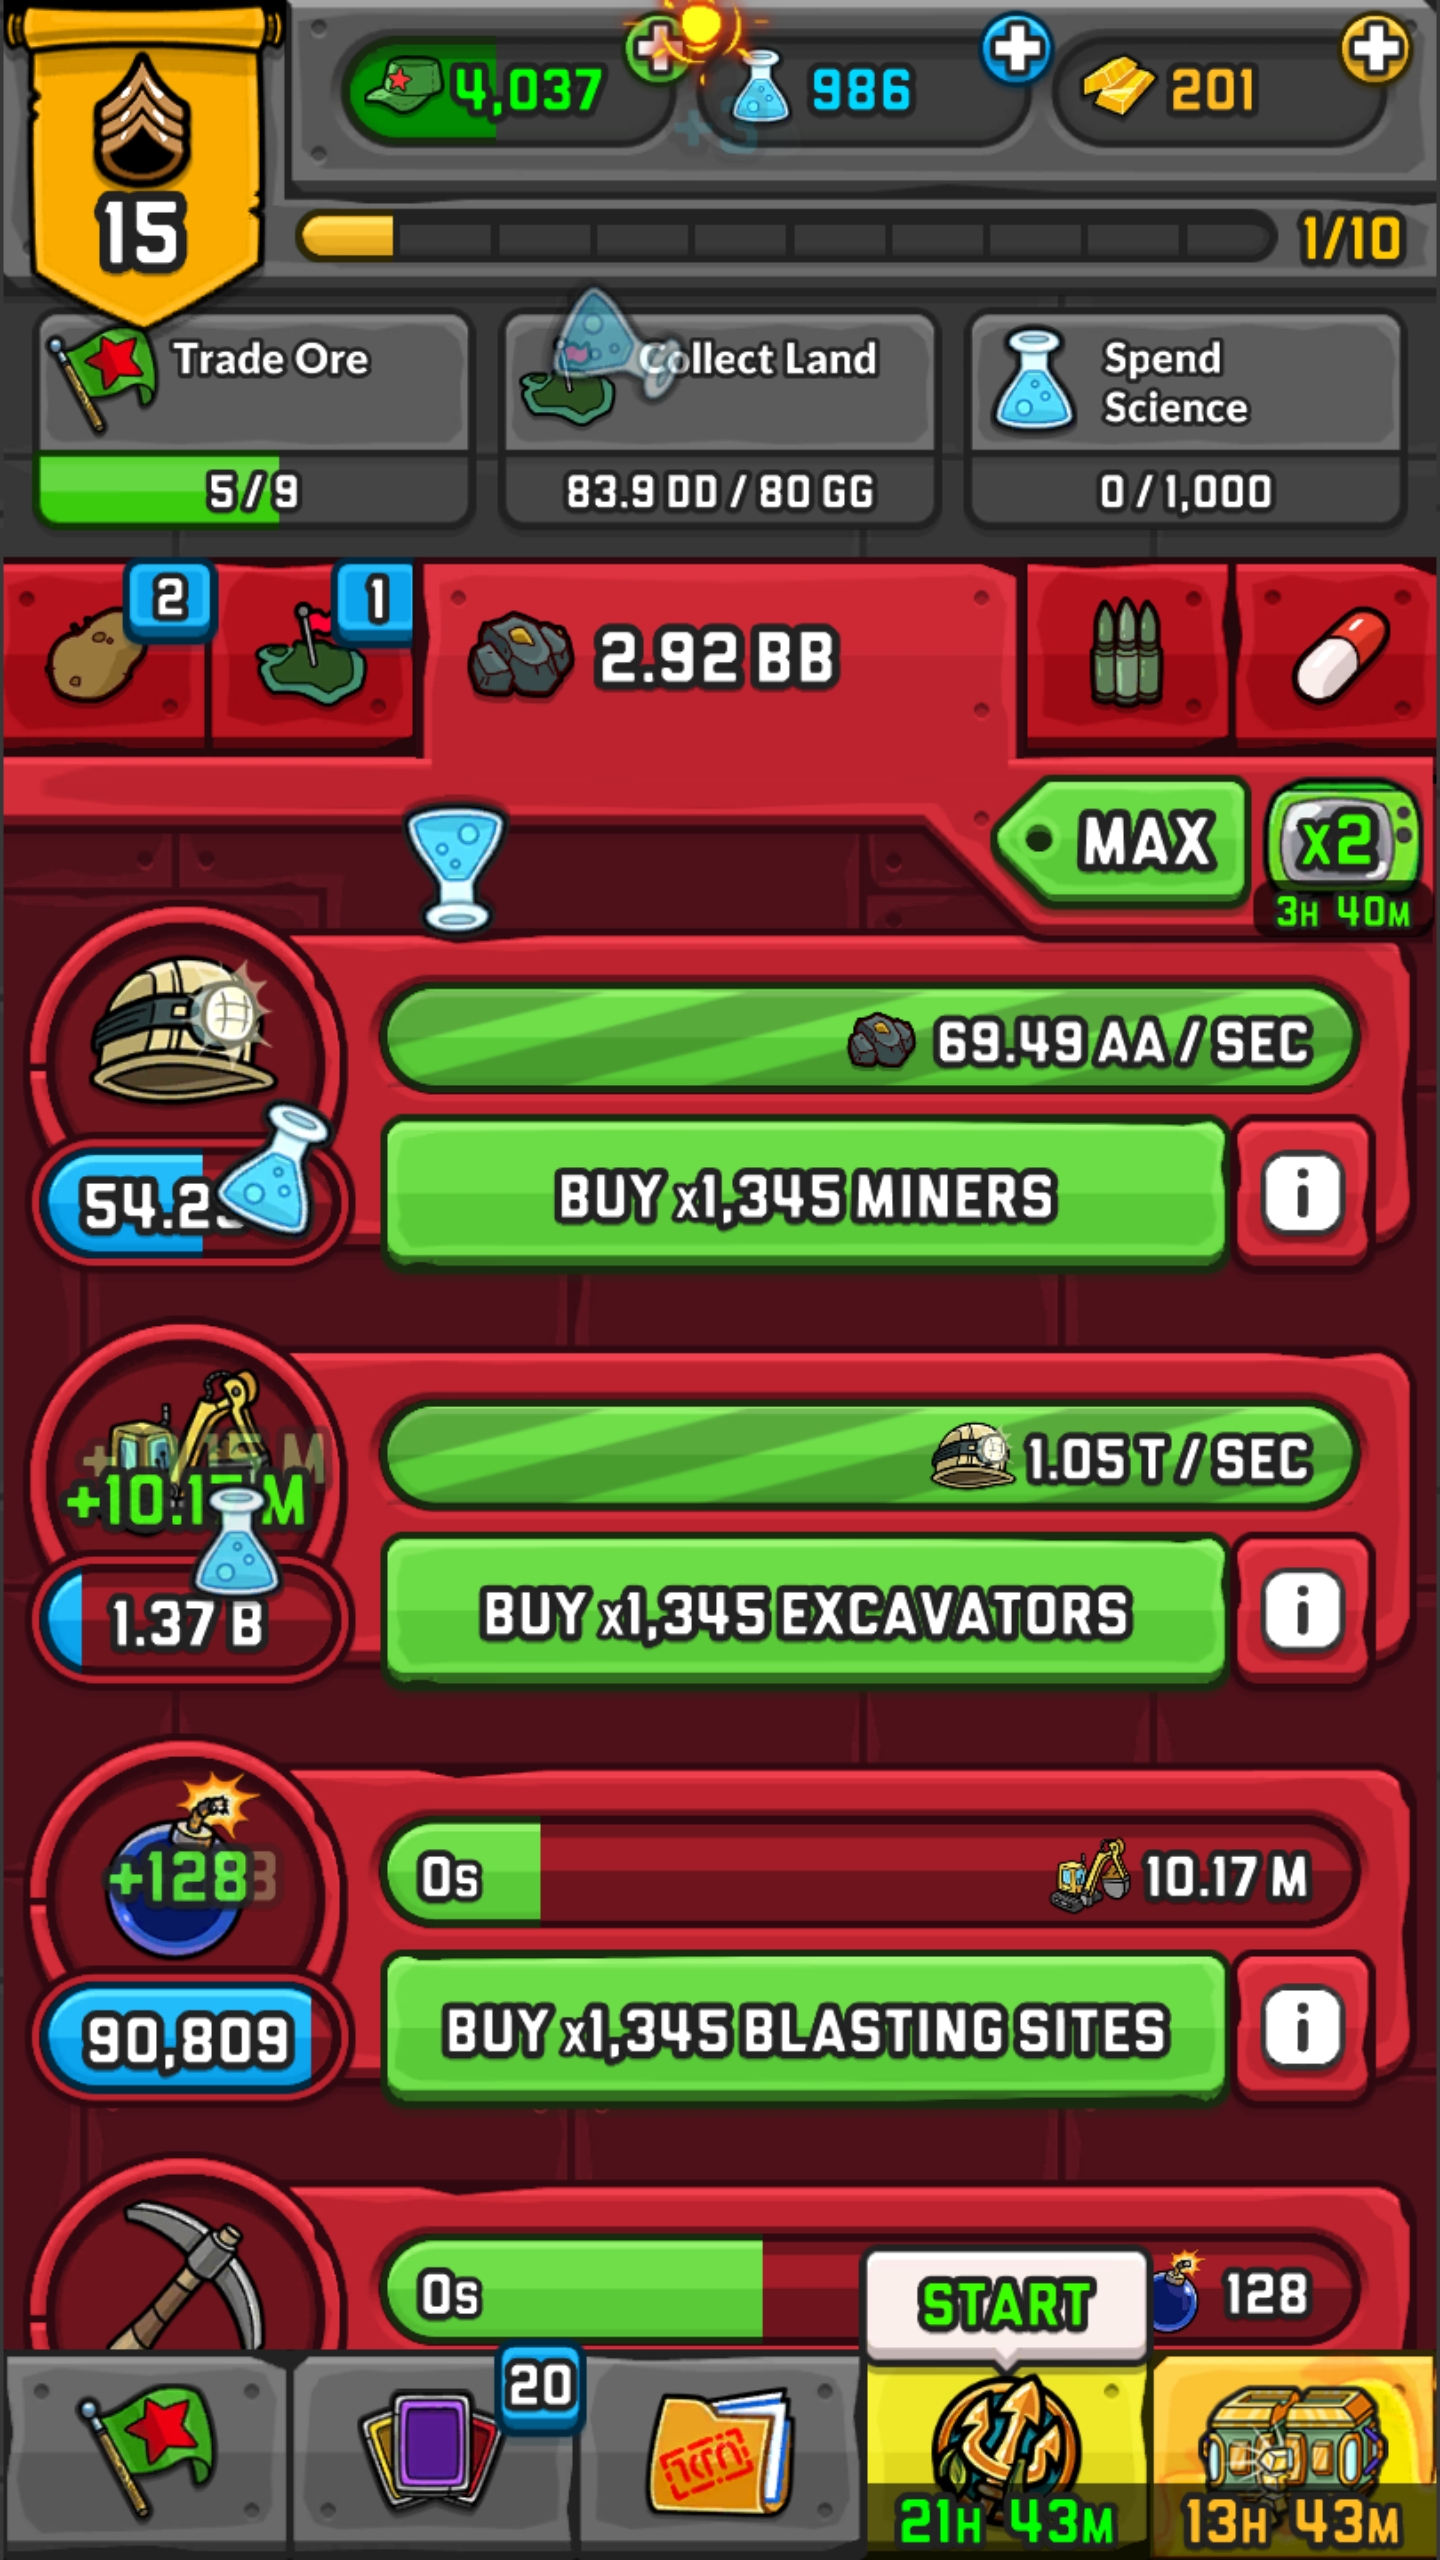 4,037
986
201
+3
15
1/10
Trade Ore
5/9
Collect Land
83.9 DD / 80 GG
Spend
Science
0 / 1,000
2
1
2.92 BB
MAX
x2
3H 40M
69.49 AA / SEC
54.2
BUY x1,345 MINERS
1.05 T / SEC
+10.17 M
1.37 B
BUY x1,345 EXCAVATORS
+128
0s
10.17 M
90,809
BUY x1,345 BLASTING SITES
0s
128
START
20
21H 43M
13H 43M